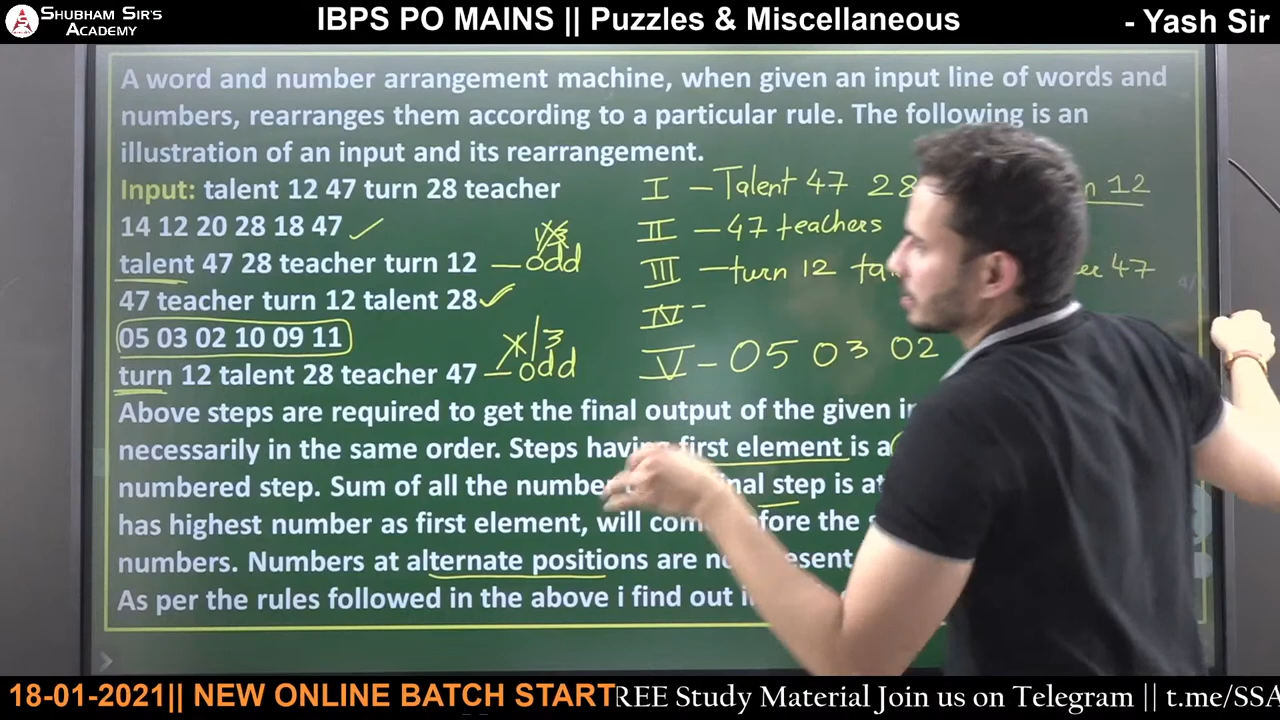 SHUBHAM SIR'S
ACADEMY
IBPS PO MAINS || Puzzles & Miscellaneous
- Yash Sir
A word and number arrangement machine, when given an input line of words and
numbers, rearranges them according to a particular rule. The following is an
illustration of an input and its rearrangement.
Input: talent 12 47 turn 28 teacher
14 12 20 28 18 47
talent 47 28 teacher turn 12
47 teacher turn 12 talent 28
05 03 02 10 09 11
turn 12 talent 28 teacher 47
Above steps are required to get the final output of the given
necessarily in the same order. Steps having first element is a
numbered step. Sum of all the number final step is
has highest number as first element, will come before the
numbers. Numbers at alternate positions are
As per the rules followed in the above i find out
odd
odd
I – Talent 47 28 12
II – 47 teachers
III – turn 12 47
IV –
V – 05 03 02
18-01-2021|| NEW ONLINE BATCH START
REE Study Material Join us on Telegram || t.me/SSA